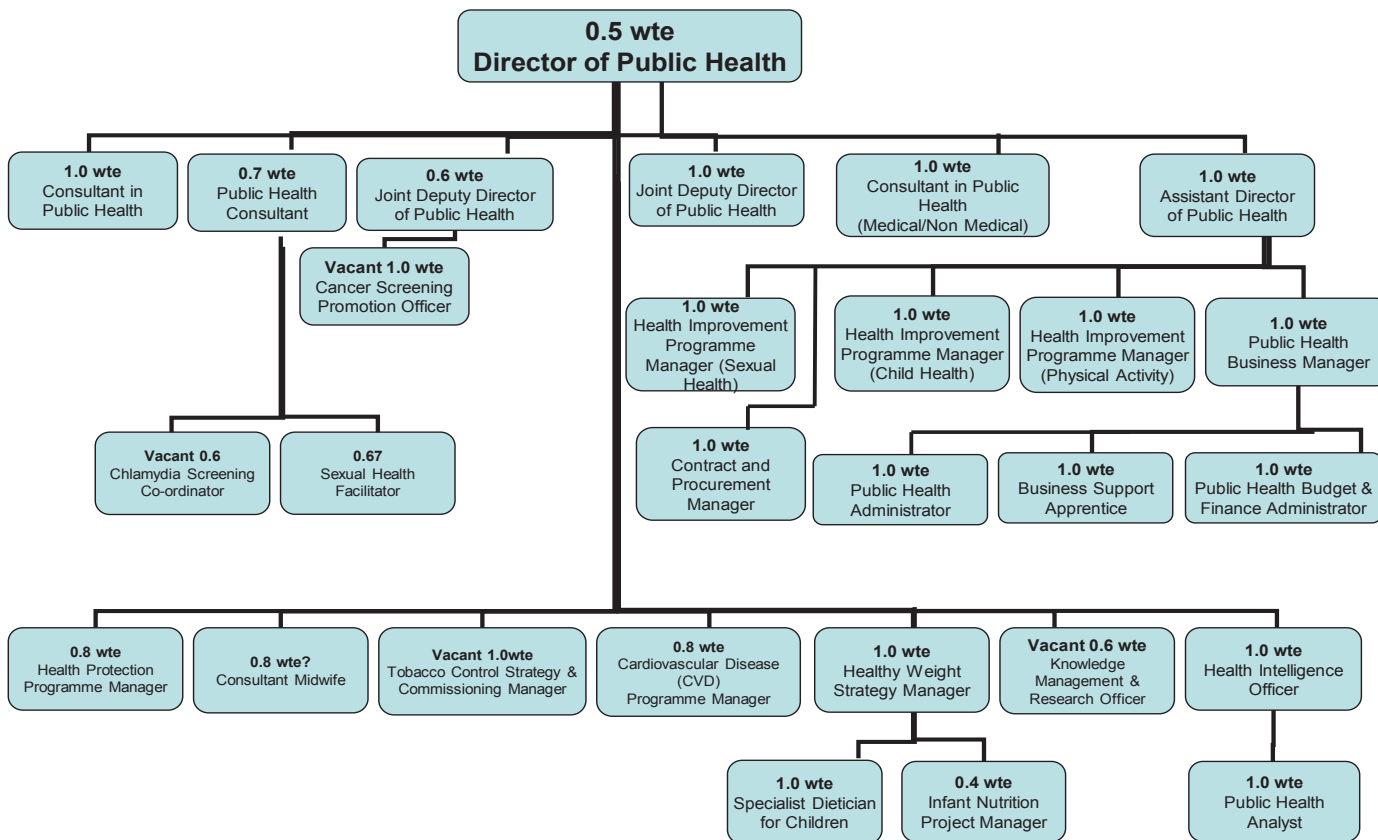 0.5 wte
Director of Public Health
1.0 wte
Consultant in
Public Health
0.7 wte
Public Health
Consultant
0.6 wte
Joint Deputy Director
of Public Health
1.0 wte
Joint Deputy Director
of Public Health
1.0 wte
Consultant in Public
Health
(Medical/Non Medical)
1.0 wte
Assistant Director
of Public Health
Vacant 1.0 wte
Cancer Screening
Promotion Officer
1.0 wte
Health Improvement
Programme
Manager (Sexual
Health)
1.0 wte
Health Improvement
Programme Manager
(Child Health)
1.0 wte
Health Improvement
Programme Manager
(Physical Activity)
1.0 wte
Public Health
Business Manager
Vacant 0.6
Chlamydia Screening
Co-ordinator
0.67
Sexual Health
Facilitator
1.0 wte
Contract and
Procurement
Manager
1.0 wte
Public Health
Administrator
1.0 wte
Business Support
Apprentice
1.0 wte
Public Health Budget &
Finance Administrator
0.8 wte
Health Protection
Programme Manager
0.8 wte?
Consultant Midwife
Vacant 1.0wte
Tobacco Control Strategy &
Commissioning Manager
0.8 wte
Cardiovascular Disease
(CVD)
Programme Manager
1.0 wte
Healthy Weight
Strategy Manager
Vacant 0.6 wte
Knowledge
Management &
Research Officer
1.0 wte
Health Intelligence
Officer
1.0 wte
Specialist Dietician
for Children
0.4 wte
Infant Nutrition
Project Manager
1.0 wte
Public Health
Analyst